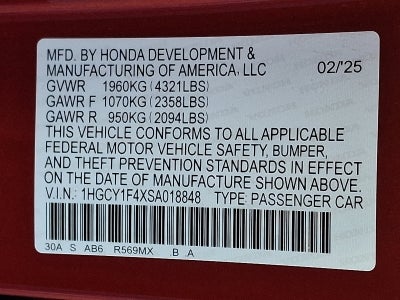 MFD. BY HONDA DEVELOPMENT &
MANUFACTURING OF AMERICA, LLC 02/'25
GVWR 1960KG (4321LBS)
GAWR F 1070KG (2358LBS)
GAWR R 950KG (2094LBS)
THIS VEHICLE CONFORMS TO ALL APPLICABLE
FEDERAL MOTOR VEHICLE SAFETY, BUMPER,
AND THEFT PREVENTION STANDARDS IN EFFECT
ON THE DATE OF MANUFACTURE SHOWN ABOVE.
V.I.N.: 1HGCY1F4XSA018848 TYPE: PASSENGER CAR
30A S AB6 R569MX .B .A